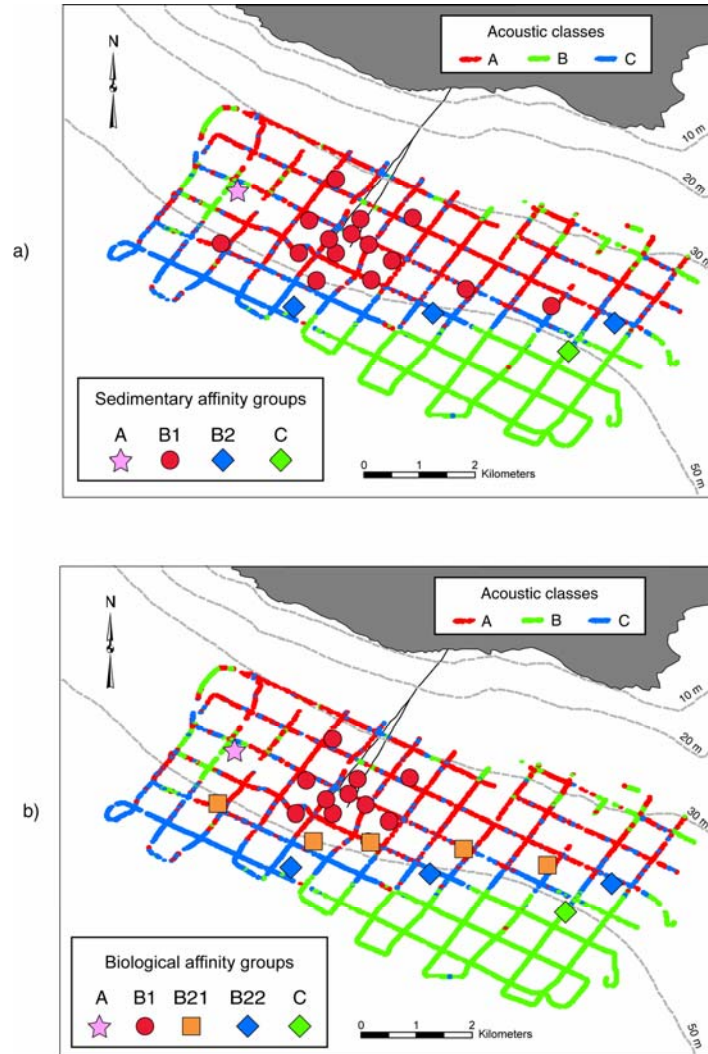 a)
N
Acoustic classes
A B C
10 m
20 m
30 m
50 m
Sedimentary affinity groups
A B1 B2 C
0 1 2
Kilometers
b)
N
Acoustic classes
A B C
10 m
20 m
30 m
50 m
Biological affinity groups
A B1 B21 B22 C
0 1 2
Kilometers